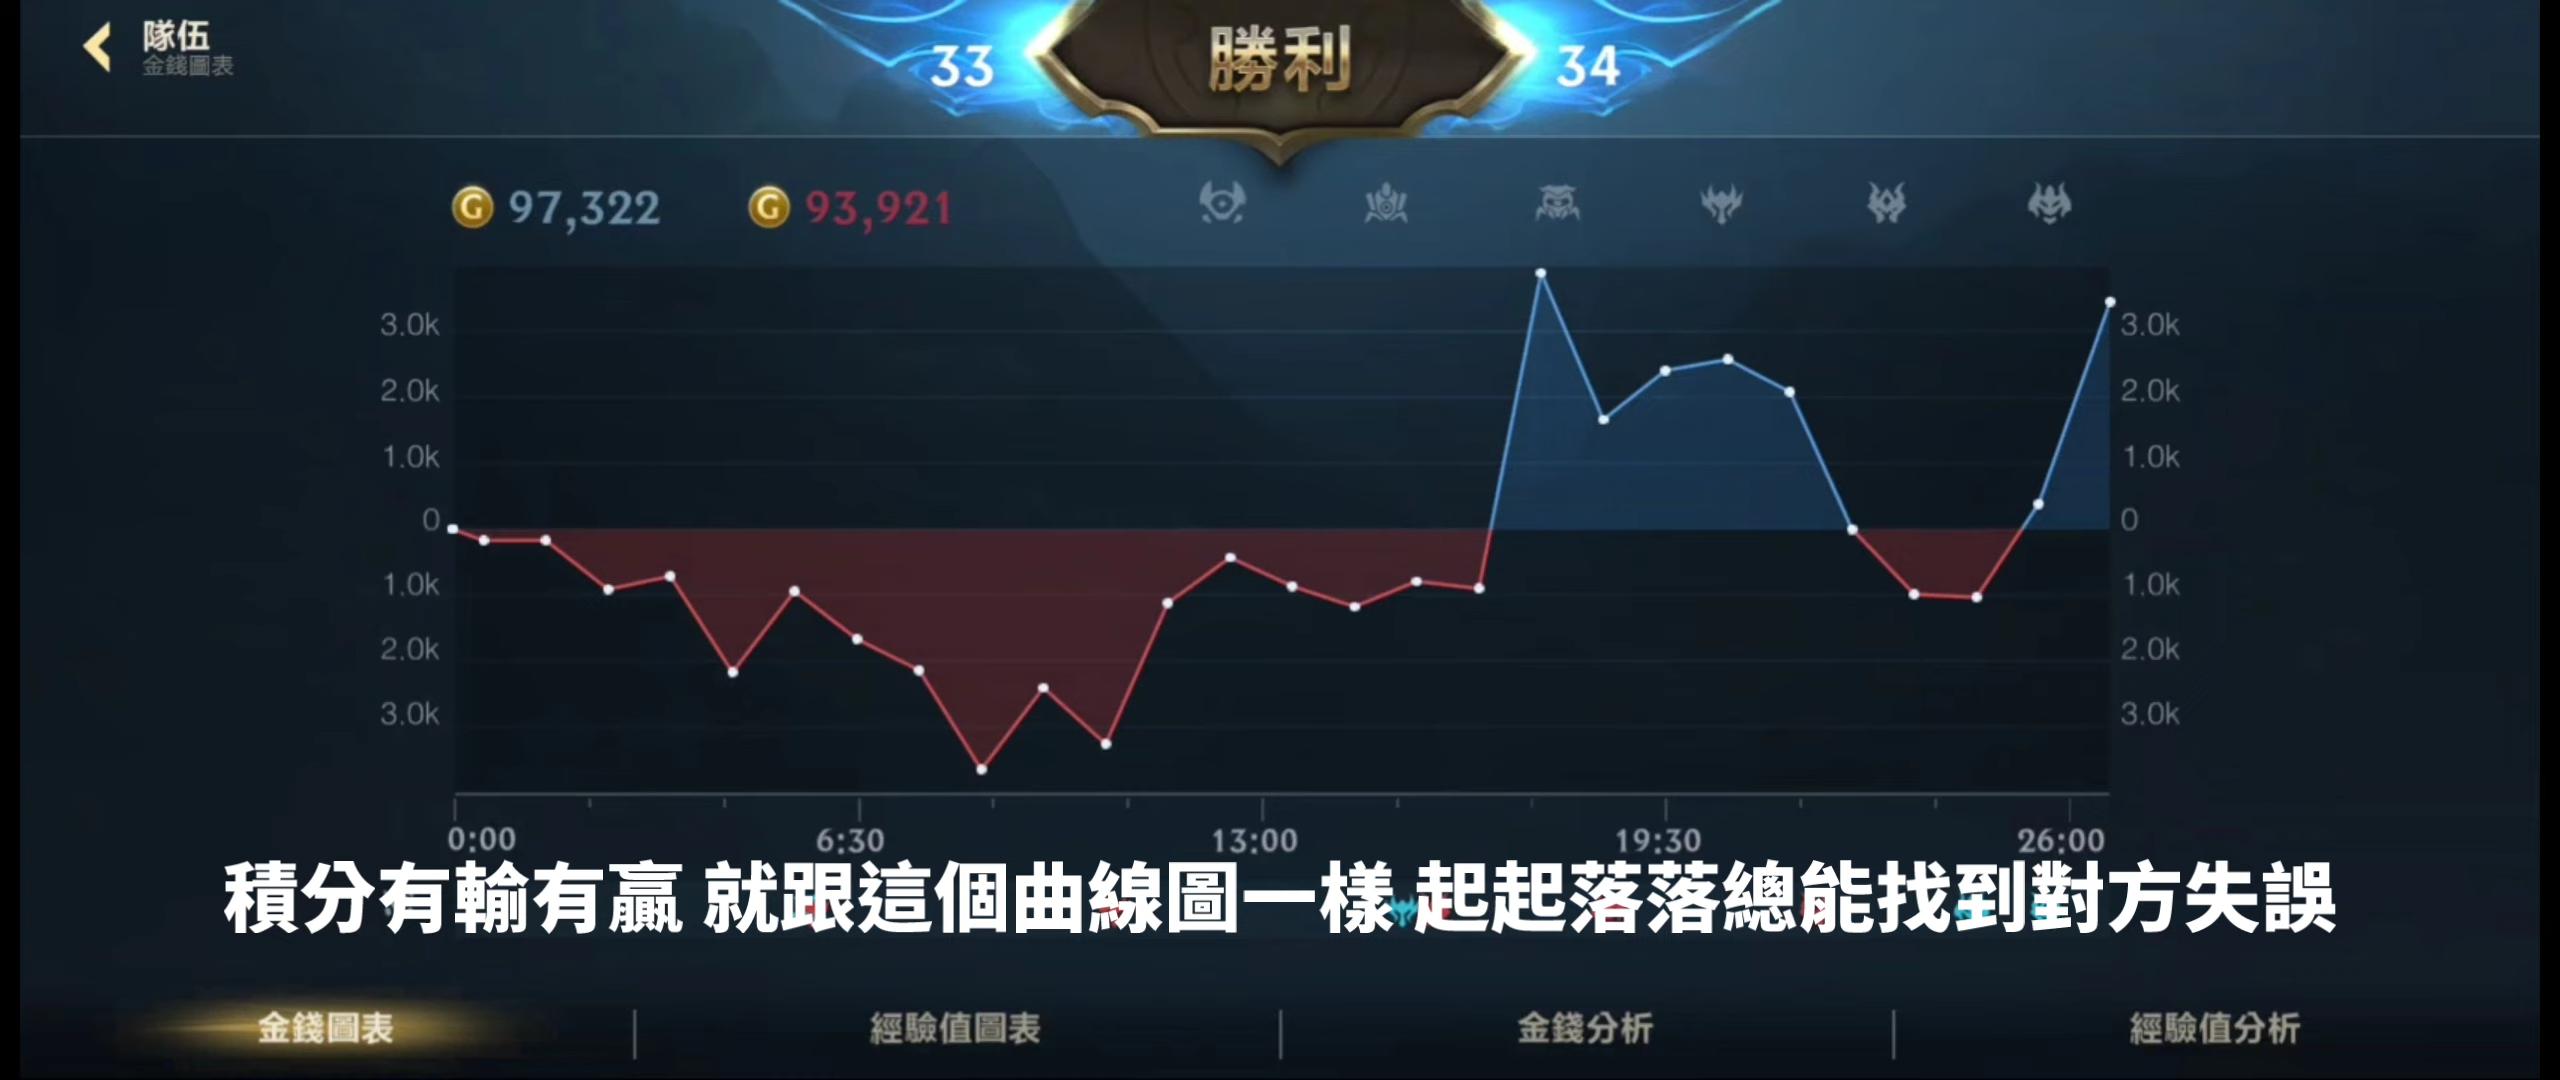 隊伍
金錢圖表
33 勝利 34
97,322 93,921
3.0k 3.0k
2.0k 2.0k
1.0k 1.0k
0 0
1.0k 1.0k
2.0k 2.0k
3.0k 3.0k
0:00 6:30 13:00 19:30 26:00
積分有輸有贏 就跟這個曲線圖一樣 起起落落總能找到對方失誤
金錢圖表 經驗值圖表 金錢分析 經驗值分析